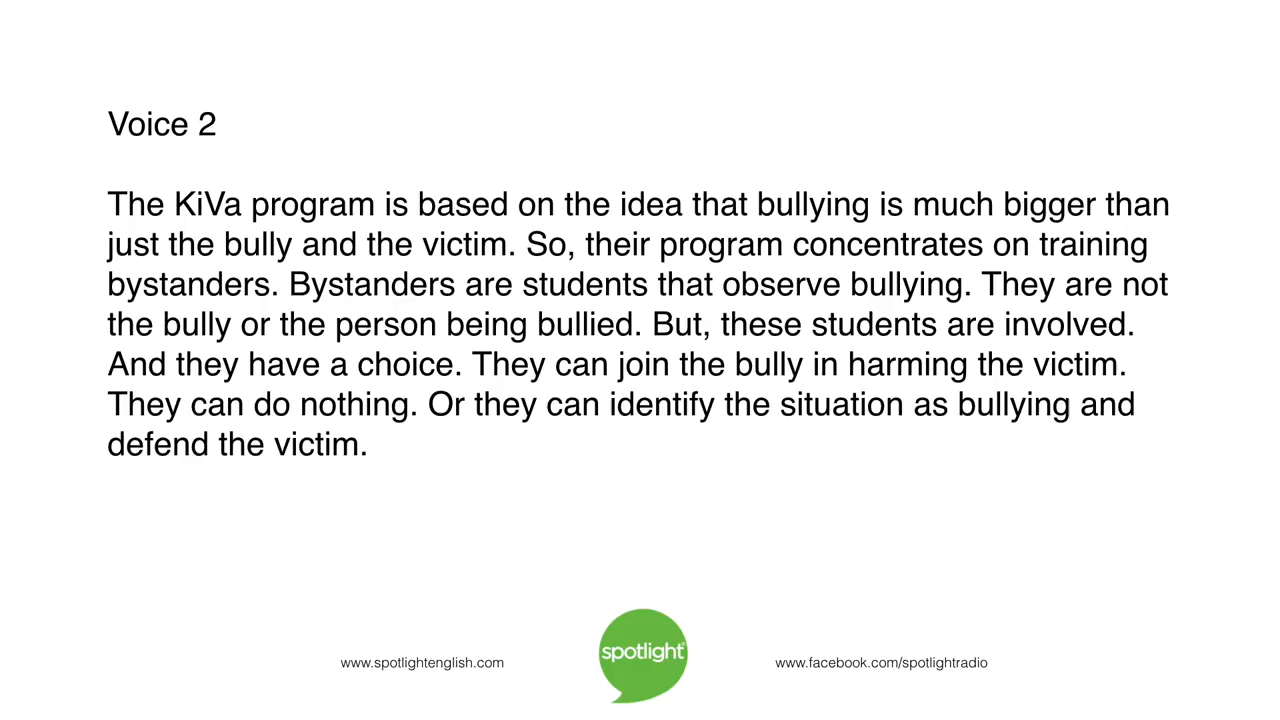 Voice 2
The KiVa program is based on the idea that bullying is much bigger than
just the bully and the victim. So, their program concentrates on training
bystanders. Bystanders are students that observe bullying. They are not
the bully or the person being bullied. But, these students are involved.
And they have a choice. They can join the bully in harming the victim.
They can do nothing. Or they can identify the situation as bullying and
defend the victim.
www.spotlightenglish.com
spotlight
www.facebook.com/spotlightradio